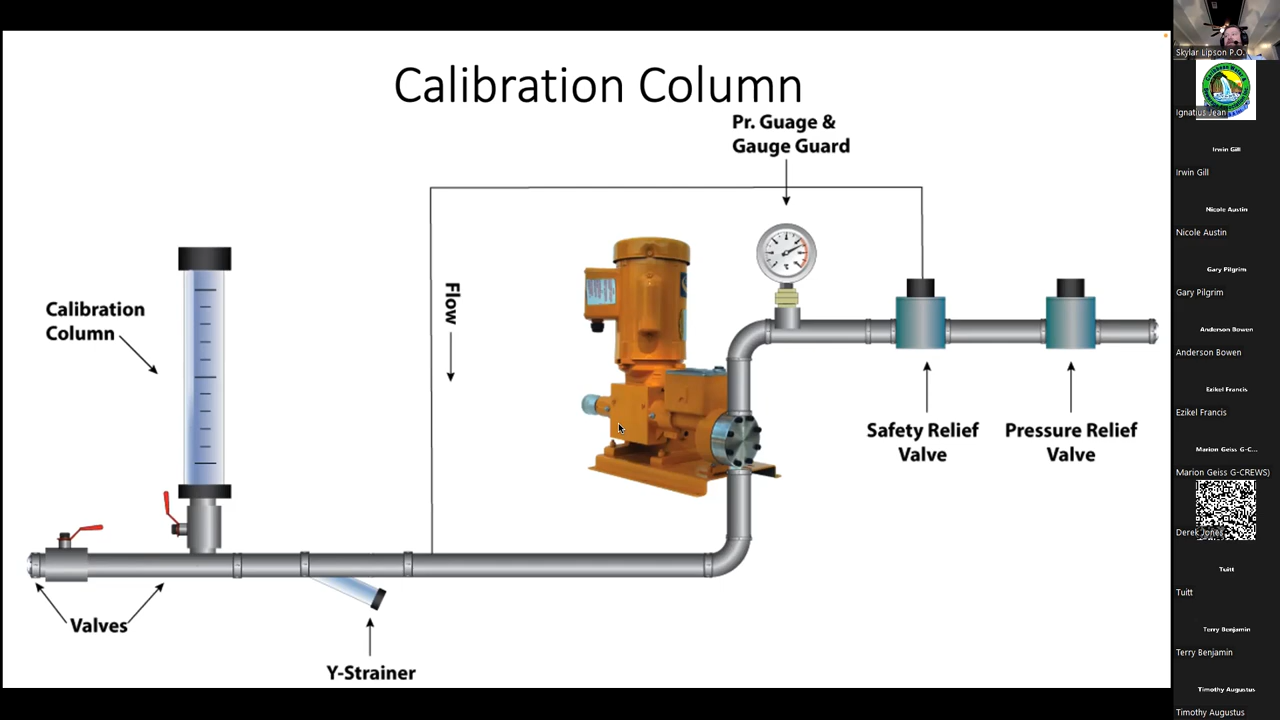 Calibration Column
Pr. Guage &
Gauge Guard
Calibration
Column
Flow
Safety Relief
Valve
Pressure Relief
Valve
Valves
Y-Strainer
Skylar Lipson P.O.
Ignatius Jean
Irwin Gill
Irwin Gill
Nicole Austin
Nicole Austin
Gary Pilgrim
Gary Pilgrim
Anderson Bowen
Anderson Bowen
Ezikel Francis
Ezikel Francis
Marion Geiss G-C...
Marion Geiss G-CREWS)
Derek Jones
Tuitt
Tuitt
Terry Benjamin
Terry Benjamin
Timothy Augustus
Timothy Augustus